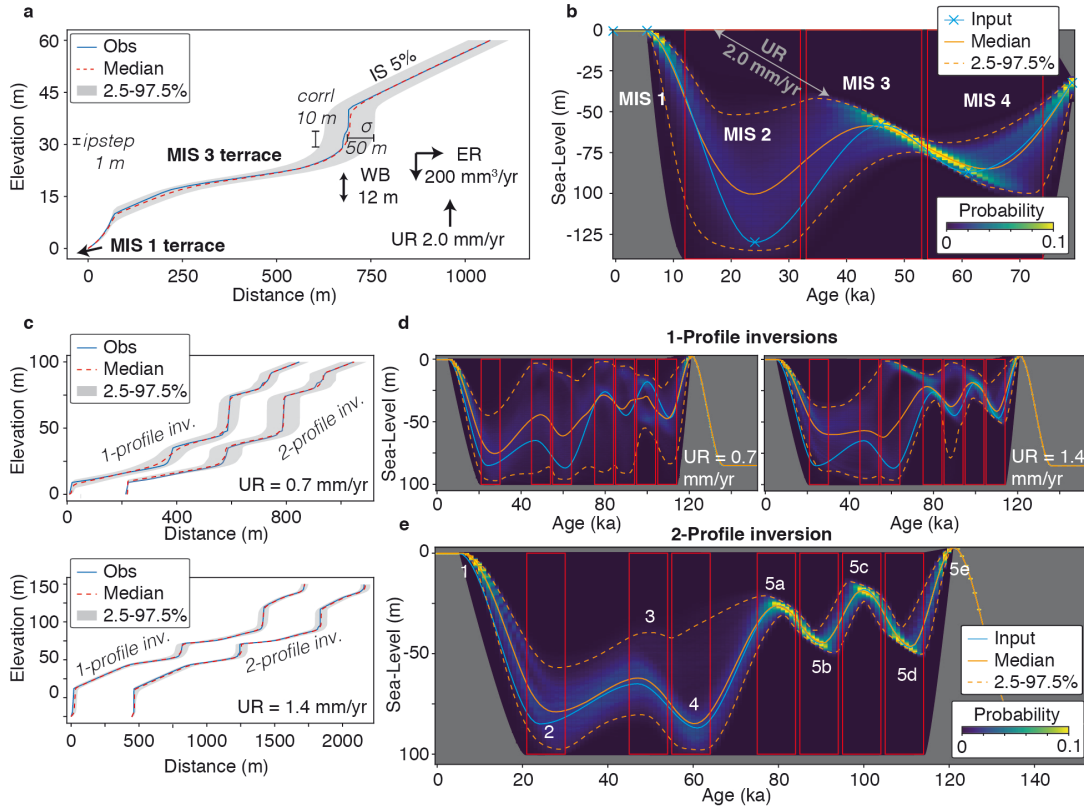 a
Obs
Median
2.5-97.5%
IS 5%
corrl
10 m
σ
50 m
ipstep
1 m
MIS 3 terrace
WB
12 m
ER
200 mm³/yr
UR 2.0 mm/yr
MIS 1 terrace
Elevation (m)
60
45
30
15
0
0
250
500
750
1000
Distance (m)
b
Input
Median
2.5-97.5%
UR
2.0 mm/yr
MIS 1
MIS 2
MIS 3
MIS 4
Probability
0
0.1
Sea-Level (m)
0
-25
-50
-75
-100
-125
0
10
20
30
40
50
60
70
Age (ka)
c
Obs
Median
2.5-97.5%
1-profile inv.
2-profile inv.
UR = 0.7 mm/yr
Elevation (m)
100
50
0
0
400
800
Distance (m)
Obs
Median
2.5-97.5%
1-profile inv.
2-profile inv.
UR = 1.4 mm/yr
Elevation (m)
150
100
50
0
0
500
1000
1500
2000
Distance (m)
d
1-Profile inversions
Sea-Level (m)
0
-50
100
UR = 0.7
mm/yr
0
40
80
120
Age (ka)
UR = 1.4
mm/yr
0
40
80
120
Age (ka)
e
2-Profile inversion
Sea-Level (m)
0
-50
100
1
2
3
4
5a
5b
5c
5d
5e
Input
Median
2.5-97.5%
Probability
0
0.1
0
20
40
60
80
100
120
140
Age (ka)